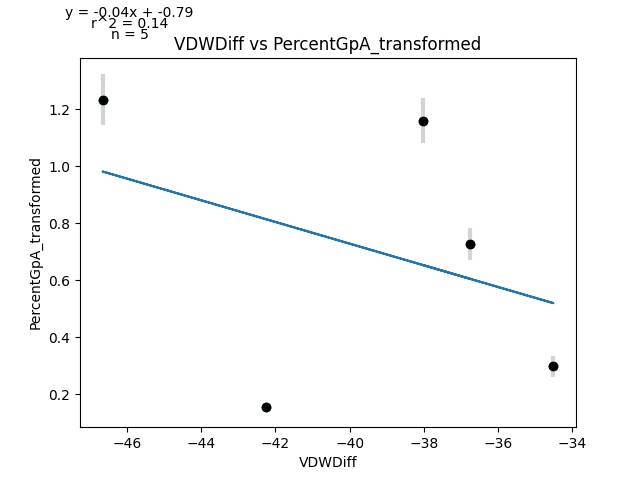 y = -0.04x + -0.79
r^2 = 0.14
n = 5
VDWDiff vs PercentGpA_transformed
PercentGpA_transformed
1.2
1.0
0.8
0.6
0.4
0.2
−46 −44 −42 −40 −38 −36 −34
VDWDiff